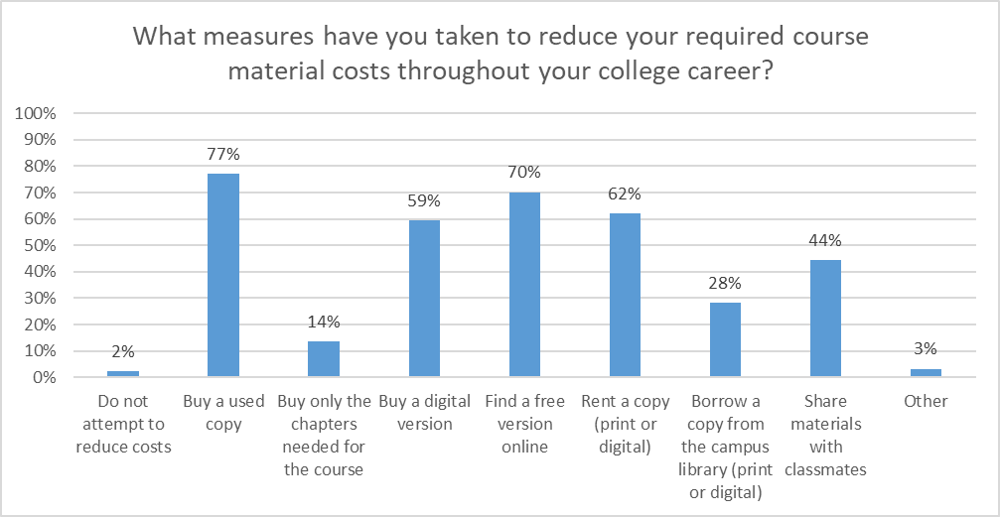 What measures have you taken to reduce your required course
material costs throughout your college career?
100%
90%
80%
70%
60%
50%
40%
30%
20%
10%
0%
2%
77%
14%
59%
70%
62%
28%
44%
3%
Do not
attempt to
reduce costs
Buy a used
copy
Buy only the
chapters
needed for
the course
Buy a digital
version
Find a free
version
online
Rent a copy
(print or
digital)
Borrow a
copy from
the campus
library (print
or digital)
Share
materials
with
classmates
Other